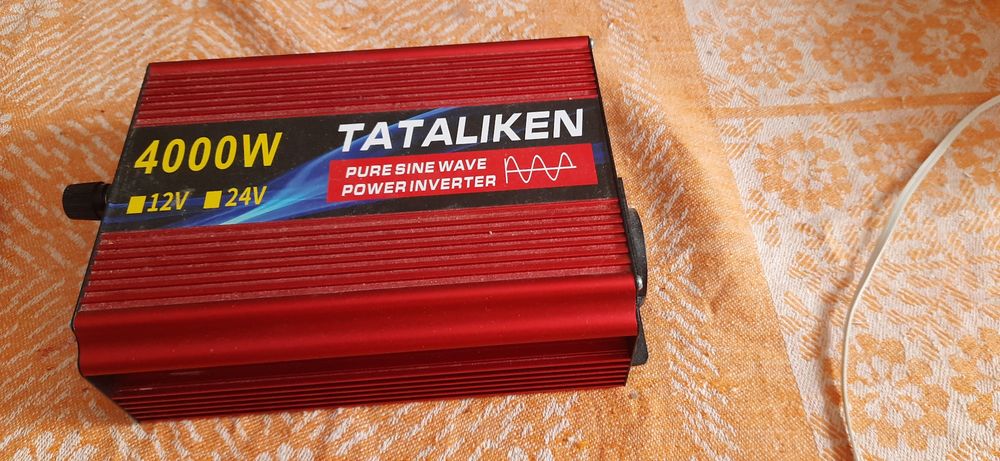 4000W
12V 24V
TATALIKEN
PURE SINE WAVE
POWER INVERTER